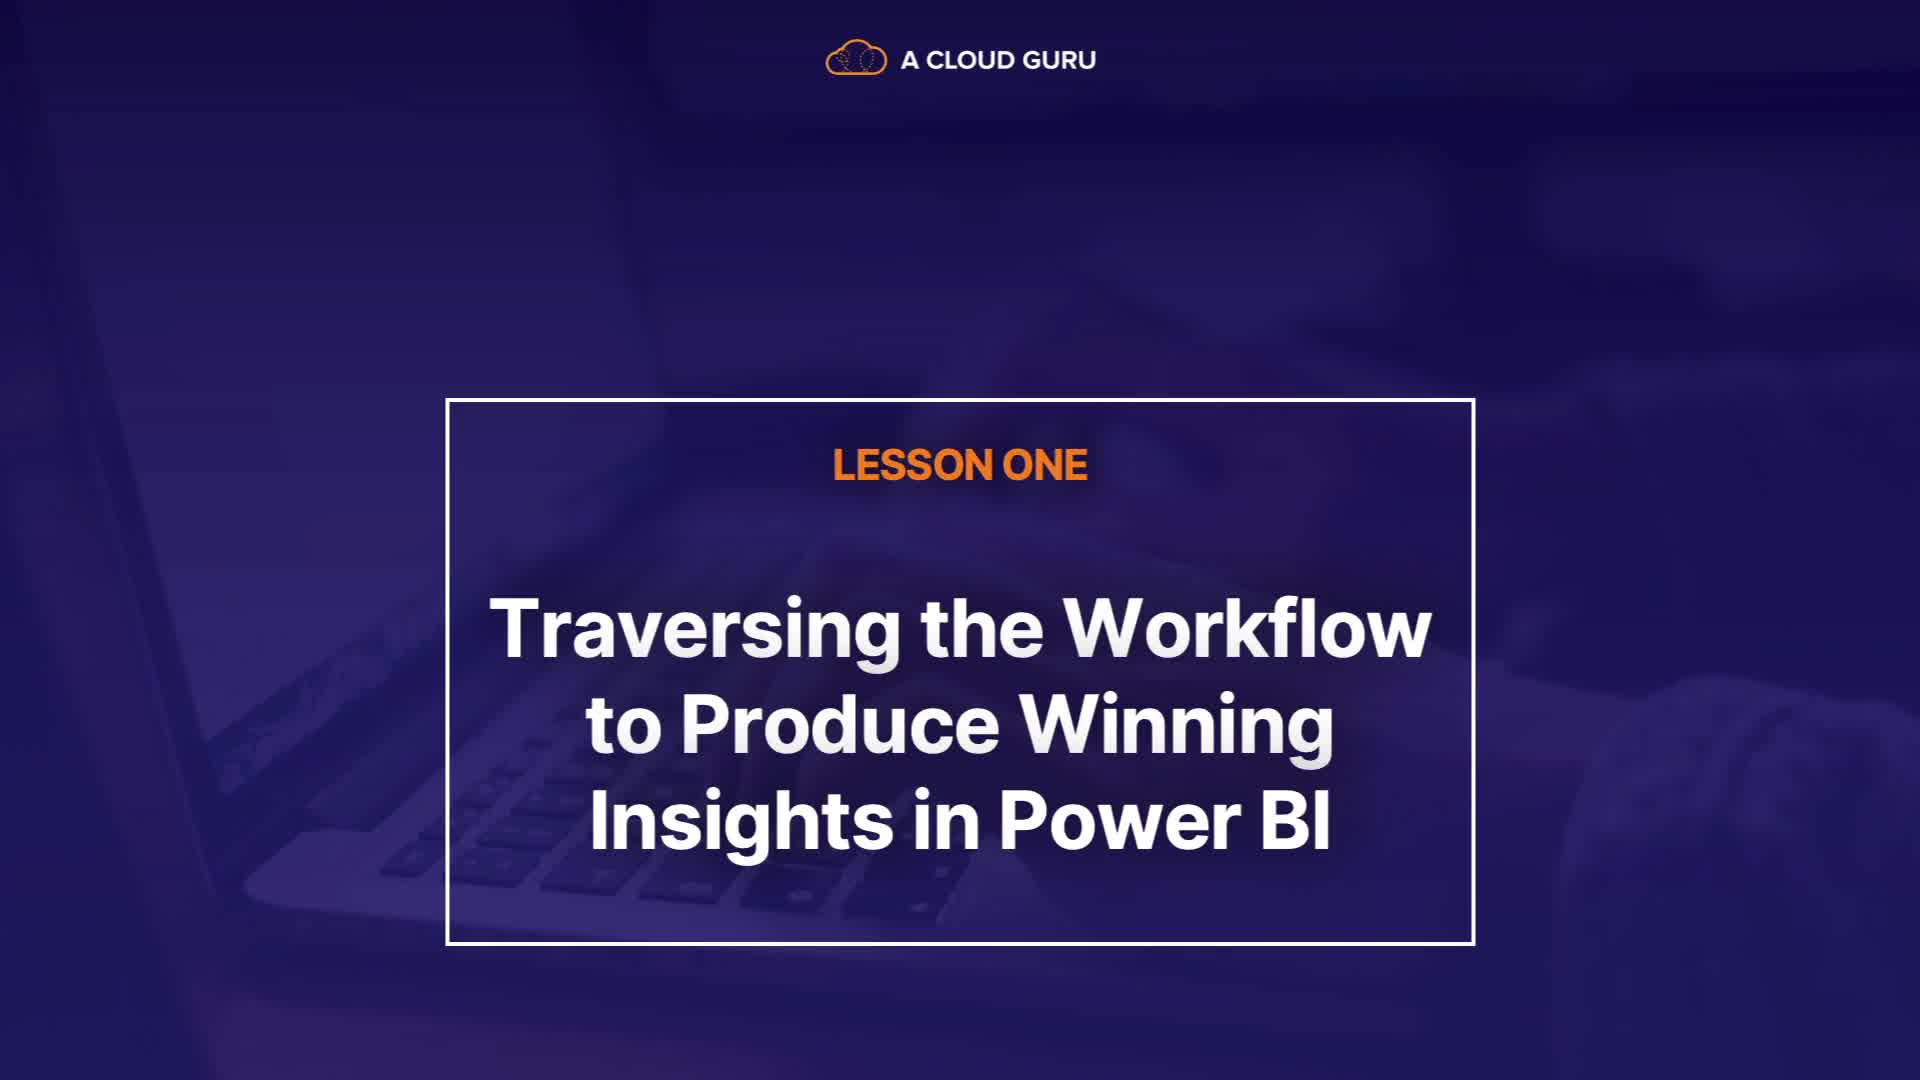 A CLOUD GURU
LESSON ONE
Traversing the Workflow
to Produce Winning
Insights in Power BI